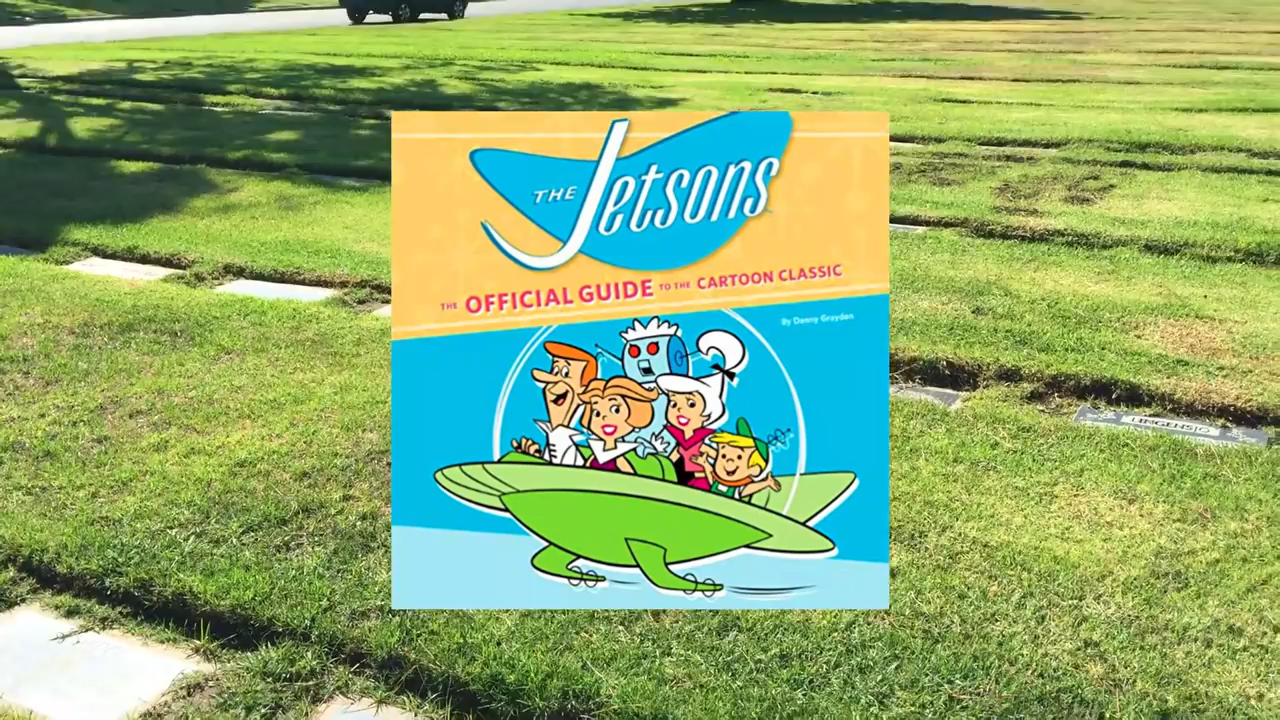 THE Jetsons
THE OFFICIAL GUIDE TO THE CARTOON CLASSIC
By Danny Graydon